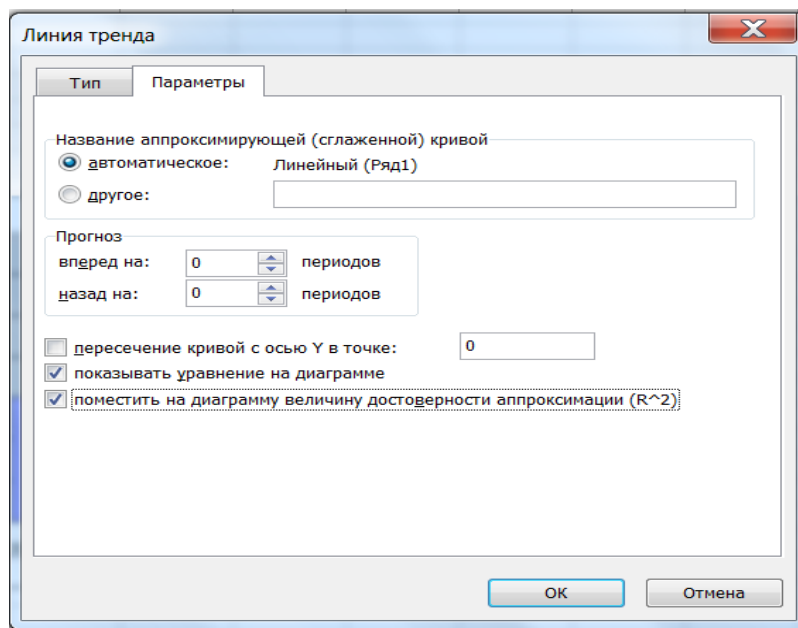 Линия тренда
Тип
Параметры
Название аппроксимирующей (сглаженной) кривой
автоматическое: Линейный (Ряд1)
другое:
Прогноз
вперед на: 0 периодов
назад на: 0 периодов
пересечение кривой с осью Y в точке: 0
показывать уравнение на диаграмме
поместить на диаграмму величину достоверности аппроксимации (R^2)
ОК
Отмена